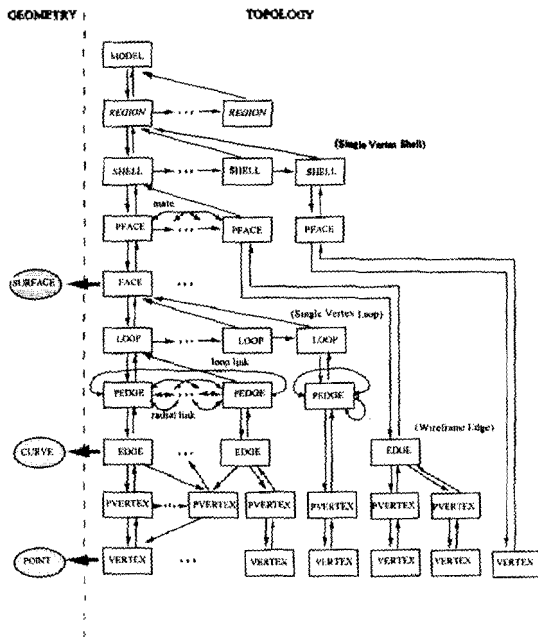 GEOMETRY TOPOLOGY
MODEL
REGION ... REGION
(Single Vertex Shell)
SHELL ... SHELL SHELL
mate
PFACE ... PFACE PFACE
SURFACE FACE ...
(Single Vertex Loop)
LOOP ... LOOP LOOP
loop link
PEDGE ... PEDGE PEDGE
radial link
(Wireframe Edge)
CURVE EDGE ... EDGE EDGE
PVERTEX ... PVERTEX PVERTEX PVERTEX PVERTEX PVERTEX
POINT VERTEX ... VERTEX VERTEX VERTEX VERTEX VERTEX